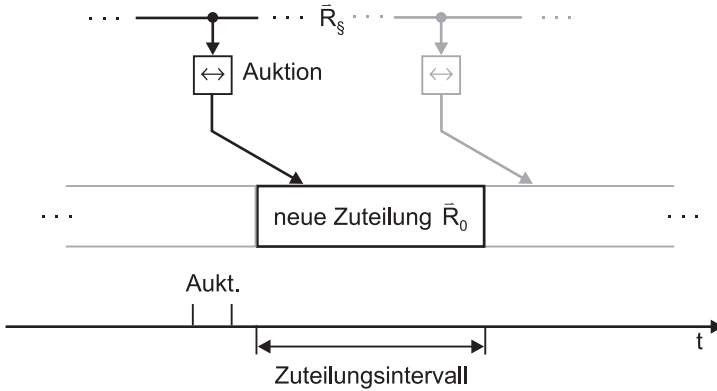 . . . R⃗§ . . . . . .
Auktion
. . . neue Zuteilung R⃗₀ . . .
Aukt.
t
Zuteilungsintervall